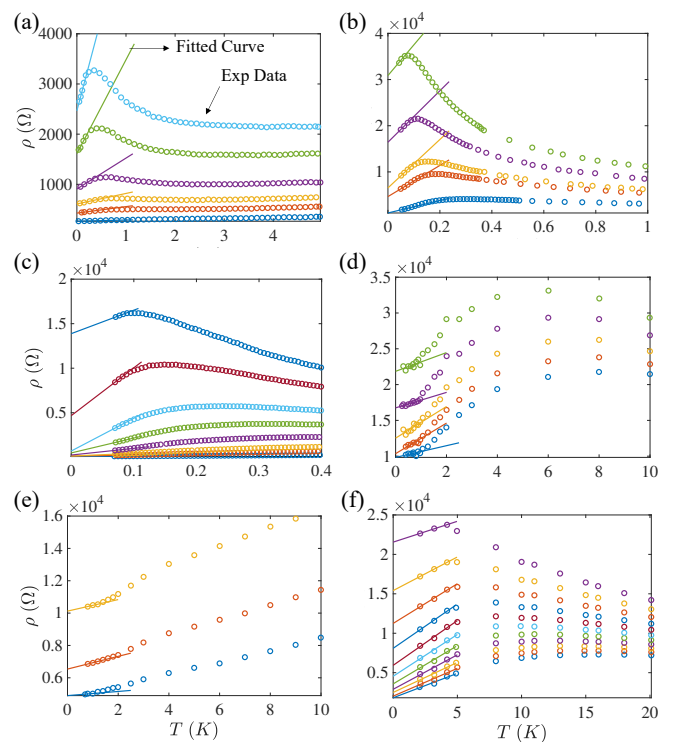 (a)
4000
3000
2000
1000
ρ (Ω)
0 1 2 3 4
Fitted Curve
Exp Data
(b)
×10⁴
4
3
2
1
0 0.2 0.4 0.6 0.8 1
(c)
×10⁴
2
1.5
1
0.5
ρ (Ω)
0 0.1 0.2 0.3 0.4
(d)
×10⁴
3.5
3
2.5
2
1.5
1
0 2 4 6 8 10
(e)
×10⁴
1.6
1.4
1.2
1
0.8
0.6
ρ (Ω)
0 2 4 6 8 10
T (K)
(f)
×10⁴
2.5
2
1.5
1
0.5
0
0 5 10 15 20
T (K)